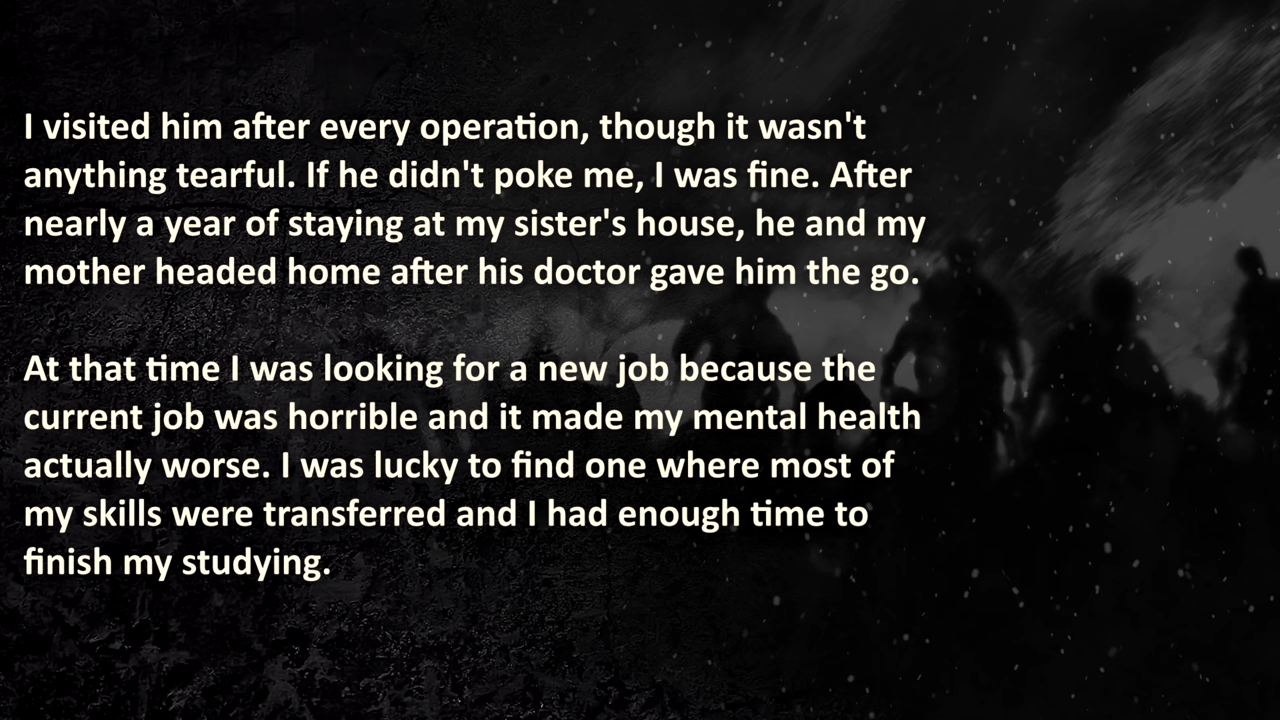 I visited him after every operation, though it wasn't
anything tearful. If he didn't poke me, I was fine. After
nearly a year of staying at my sister's house, he and my
mother headed home after his doctor gave him the go.
At that time I was looking for a new job because the
current job was horrible and it made my mental health
actually worse. I was lucky to find one where most of
my skills were transferred and I had enough time to
finish my studying.